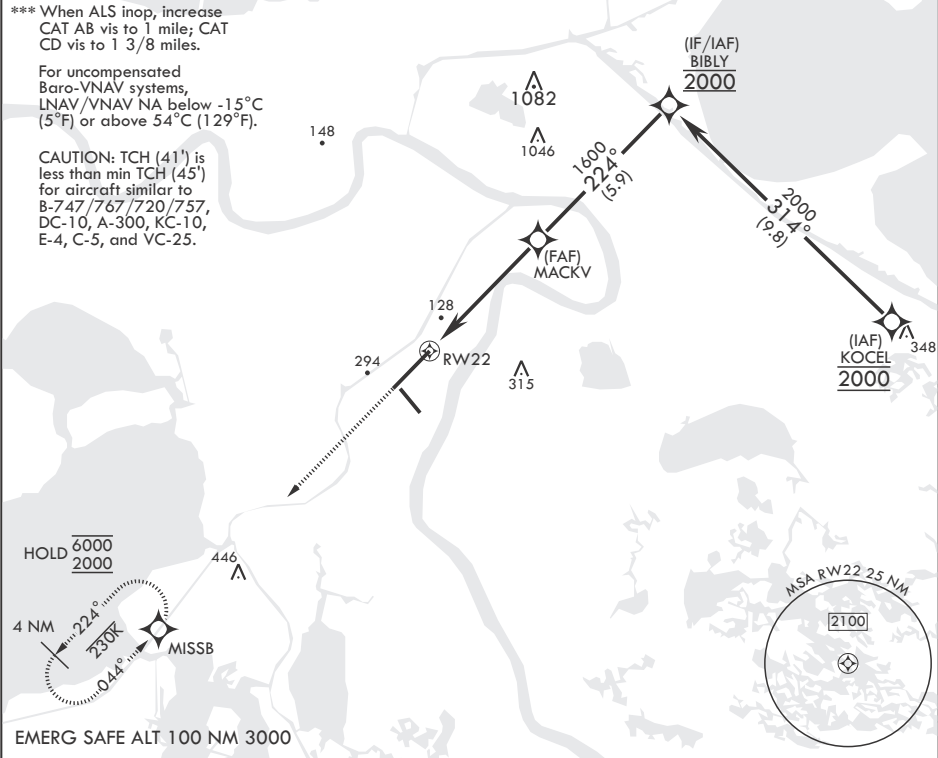 *** When ALS inop, increase
CAT AB vis to 1 mile; CAT
CD vis to 1 3/8 miles.
For uncompensated
Baro-VNAV systems,
LNAV/VNAV NA below -15°C
(5°F) or above 54°C (129°F).
CAUTION: TCH (41') is
less than min TCH (45')
for aircraft similar to
B-747/767/720/757,
DC-10, A-300, KC-10,
E-4, C-5, and VC-25.
148
1082
1046
(IF/IAF)
BIBLY
2000
1600
224°
(5.9)
2000
314°
(9.8)
(FAF)
MACKV
128
RW22
294
315
(IAF)
KOCEL
2000
348
HOLD 6000
2000
446
4 NM
224°
230K
044°
MISSB
MSA RW22 25 NM
2100
EMERG SAFE ALT 100 NM 3000